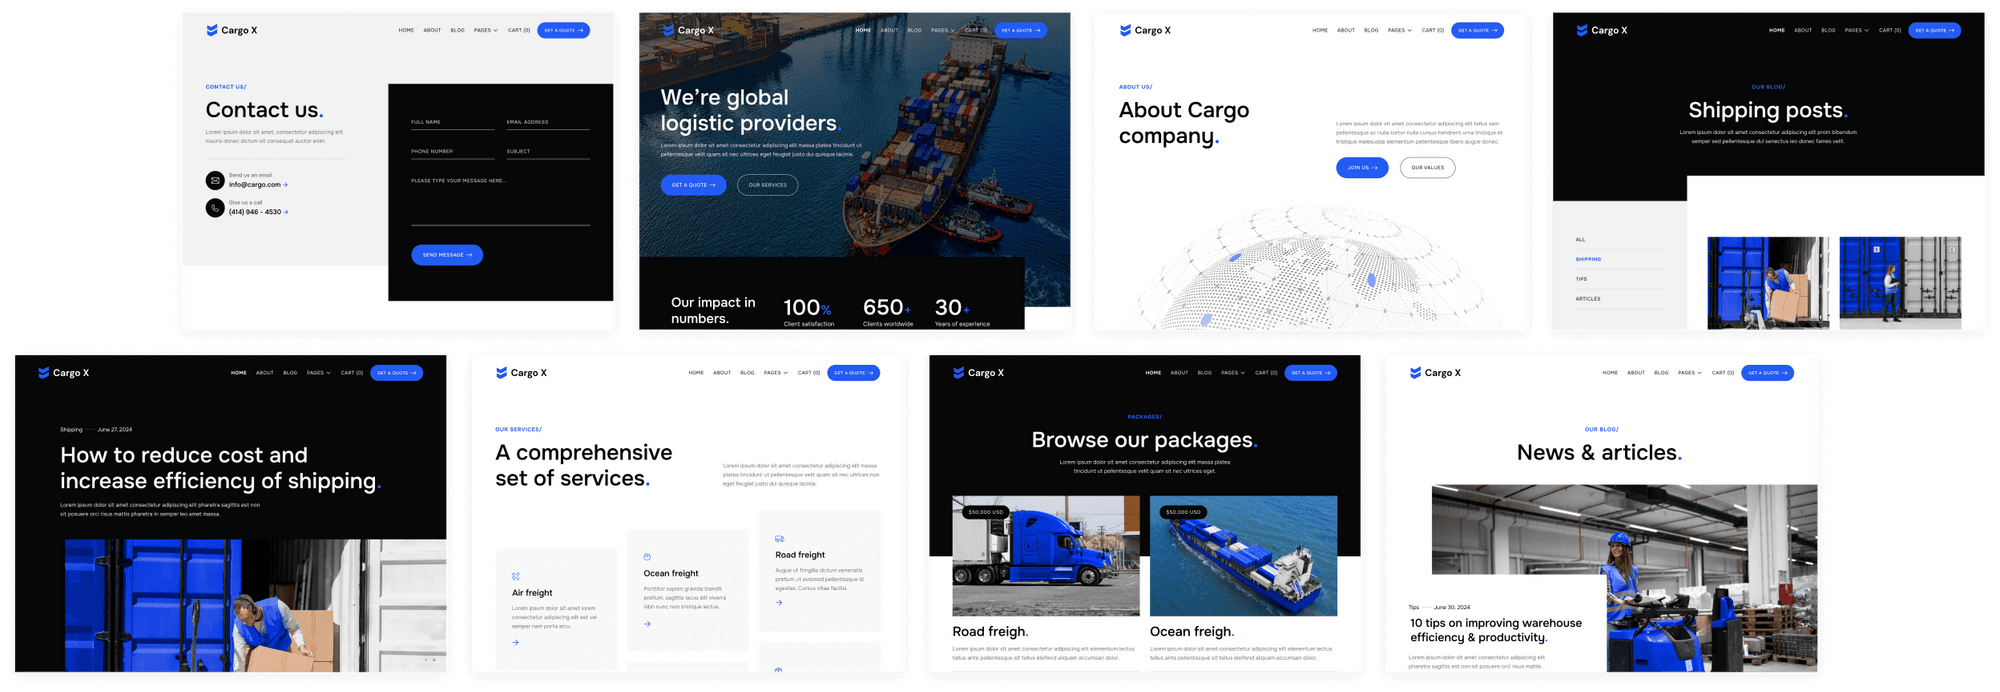 Cargo X
HOME ABOUT BLOG PAGES CART (0) GET A QUOTE →
CONTACT US/
Contact us.
Lorem ipsum dolor sit amet, consectetur adipiscing elit
mauris donec dictum sit consequat auctor enim.
Send us an email
info@cargo.com →
Give us a call
(414) 946 - 4530 →
FULL NAME EMAIL ADDRESS
PHONE NUMBER SUBJECT
PLEASE TYPE YOUR MESSAGE HERE...
SEND MESSAGE →
Cargo X
HOME ABOUT BLOG PAGES CART (0) GET A QUOTE →
We're global
logistic providers.
Lorem ipsum dolor sit amet consectetur adipiscing elit massa platea tincidunt ut
pellentesque velit quam sit nec ultrices eget feugiat justo dui quisque lacinia.
GET A QUOTE → OUR SERVICES
Our impact in
numbers.
100%
Client satisfaction
650+
Clients worldwide
30+
Years of experience
Cargo X
HOME ABOUT BLOG PAGES CART (0) GET A QUOTE →
ABOUT US/
About Cargo
company.
Lorem ipsum dolor sit amet consectetur adipiscing elit tellus sem
pellentesque ac nulla tortor nulla cursus hendrerit urna tristique et
tristique malesuada elementum pellentesque libero augue donec.
JOIN US → OUR VALUES
Cargo X
HOME ABOUT BLOG PAGES CART (0) GET A QUOTE →
OUR BLOG/
Shipping posts.
Lorem ipsum dolor sit amet consectetur adipiscing elit proin bibendum
semper sed pellentesque dui senectus leo donec fames velit.
ALL
SHIPPING
TIPS
ARTICLES
Cargo X
HOME ABOUT BLOG PAGES CART (0) GET A QUOTE →
Shipping — June 27, 2024
How to reduce cost and
increase efficiency of shipping.
Lorem ipsum dolor sit amet consectetur adipiscing elit pharetra sagittis est non
sit posuere orci risus mattis pharetra in semper leo amet massa.
Cargo X
HOME ABOUT BLOG PAGES CART (0) GET A QUOTE →
OUR SERVICES/
A comprehensive
set of services.
Lorem ipsum dolor sit amet consectetur adipiscing elit massa
platea tincidunt ut pellentesque velit quam sit nec ultrices non
eget feugiat justo dui quisque lacinia.
Air freight
Lorem ipsum dolor sit amet lorem
consectetur adipiscing elit est vel
semper nam porta arcu.
→
Ocean freight
Porttitor sapien gravida blandit
pretium, sagittis lacus elit viverra
nibh nunc non tristique lectus.
→
Road freight
Augue ut fringilla dictum venenatis
pretium ut euismod pellentesque id
egestas. Cursus vitae facilisi.
→
Cargo X
HOME ABOUT BLOG PAGES CART (0) GET A QUOTE →
PACKAGES/
Browse our packages.
Lorem ipsum dolor sit amet consectetur adipiscing elit massa platea
tincidunt ut pellentesque velit quam sit nec ultrices eget.
$50,000 USD
Road freigh.
Lorem ipsum dolor sit amet consectetur adipiscing elit elementum lectus
tellus ante pellentesque sit tellus eleifend aliquam accumsan dolor.
$50,000 USD
Ocean freigh.
Lorem ipsum dolor sit amet consectetur adipiscing elit elementum lectus
tellus ante pellentesque sit tellus eleifend aliquam accumsan dolor.
Cargo X
HOME ABOUT BLOG PAGES CART (0) GET A QUOTE →
OUR BLOG/
News & articles.
Tips — June 30, 2024
10 tips on improving warehouse
efficiency & productivity.
Lorem ipsum dolor sit amet consectetur adipiscing elit
pharetra sagittis est non sit posuere orci risus mattis .